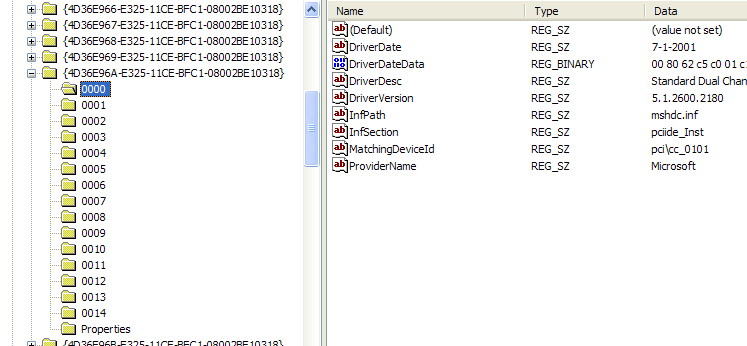 {4D36E966-E325-11CE-BFC1-08002BE10318}
{4D36E967-E325-11CE-BFC1-08002BE10318}
{4D36E968-E325-11CE-BFC1-08002BE10318}
{4D36E969-E325-11CE-BFC1-08002BE10318}
{4D36E96A-E325-11CE-BFC1-08002BE10318}
0000
0001
0002
0003
0004
0005
0006
0007
0008
0009
0010
0011
0012
0013
0014
Properties
{4D36E96B-E325-11CE-BFC1-08002BE10318}
Name Type Data
(Default) REG_SZ (value not set)
DriverDate REG_SZ 7-1-2001
DriverDateData REG_BINARY 00 80 62 c5 c0 01 c
DriverDesc REG_SZ Standard Dual Chan
DriverVersion REG_SZ 5.1.2600.2180
InfPath REG_SZ mshdc.inf
InfSection REG_SZ pciide_Inst
MatchingDeviceId REG_SZ pci\cc_0101
ProviderName REG_SZ Microsoft